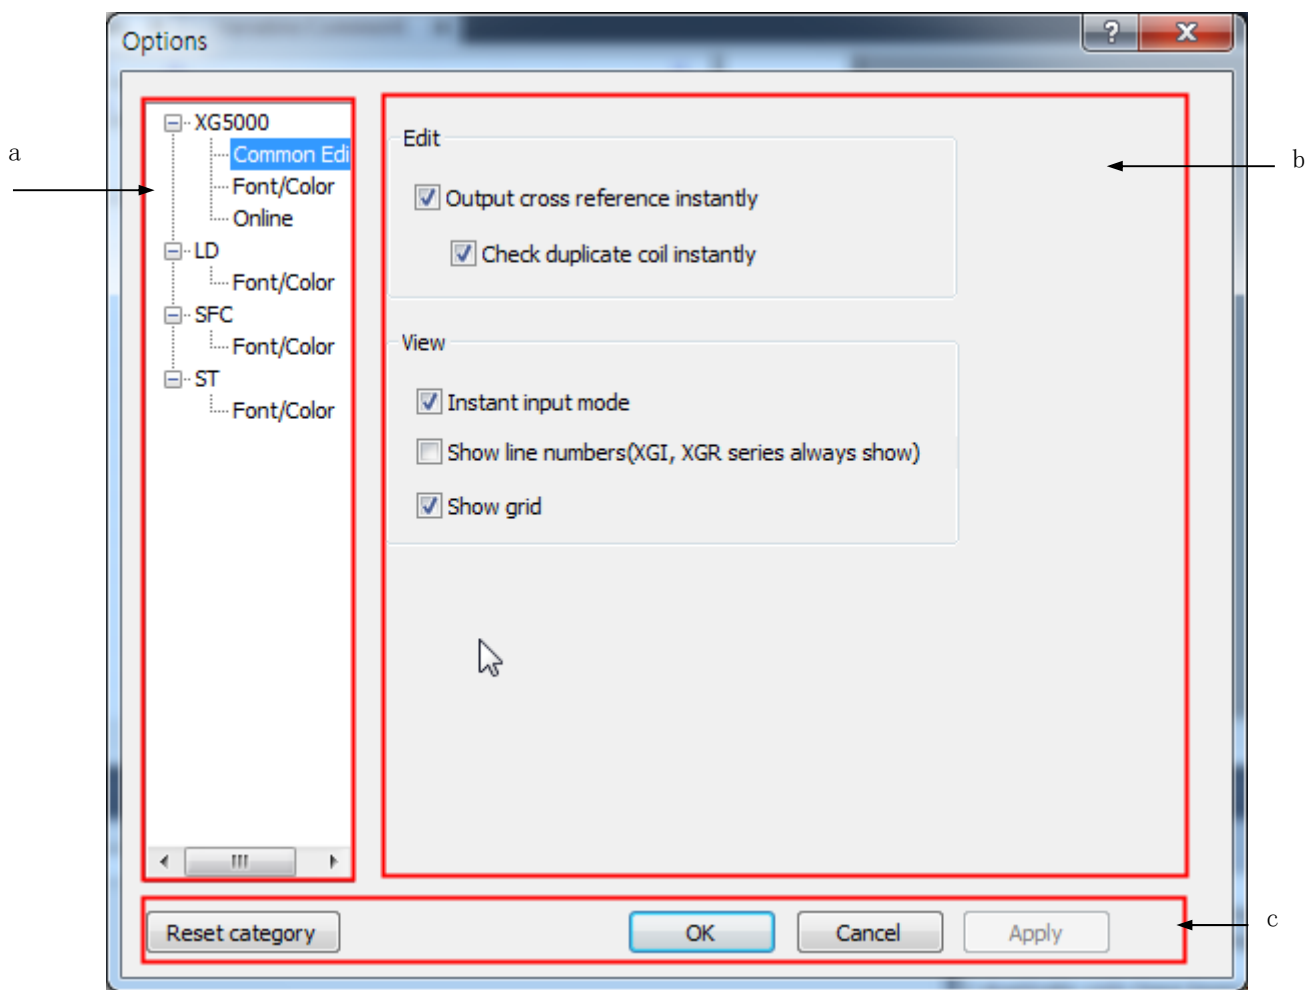 Options
?
a
XG5000
Common Edi
Font/Color
Online
LD
Font/Color
SFC
Font/Color
ST
Font/Color
b
Edit
Output cross reference instantly
Check duplicate coil instantly
View
Instant input mode
Show line numbers(XGI, XGR series always show)
Show grid
Reset category
OK
Cancel
Apply
c